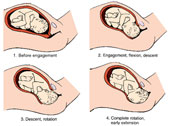 1. Before engagement
2. Engagement, flexion, descent
3. Descent, rotation
4. Complete rotation,
early extension